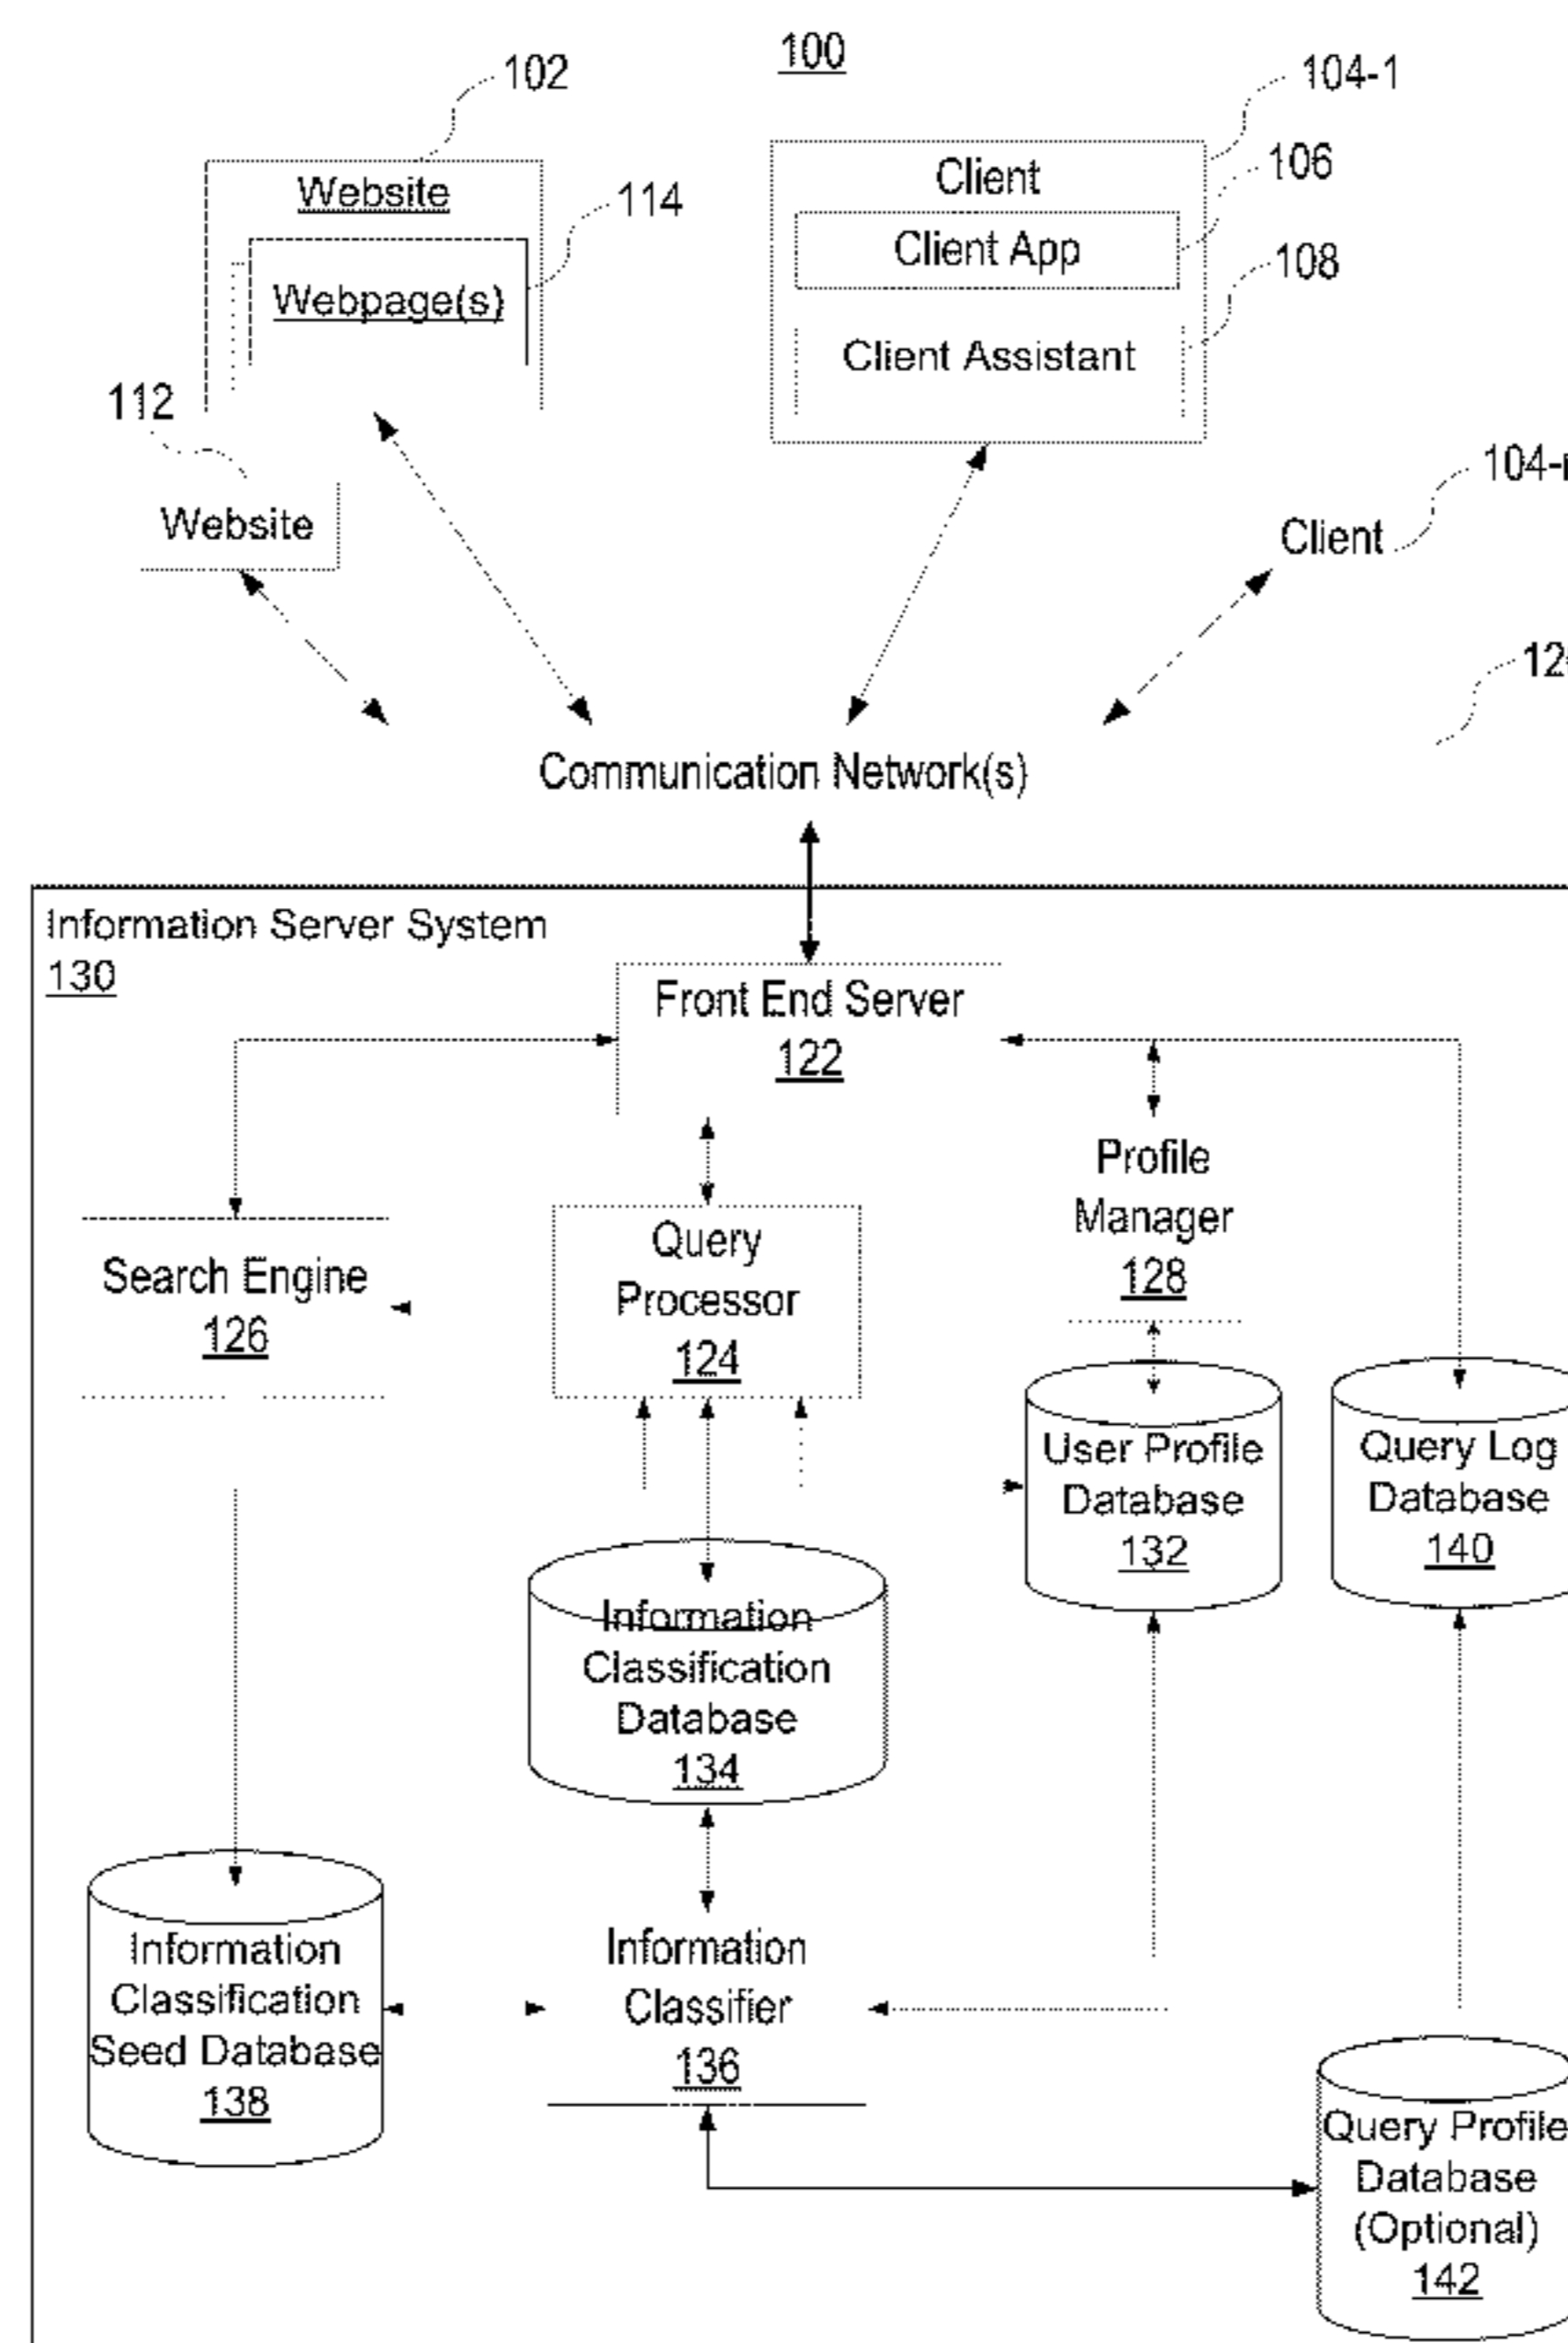 100
102
104-1
Website
Client
106
114
Client App
Webpage(s)
108
Client Assistant
112
Website
Client
Communication Network(s)
Information Server System
130
Front End Server
122
Profile
Manager
128
Query
Processor
124
Search Engine
126
User Profile
Database
132
Query Log
Database
140
Information
Classification
Database
134
Information
Classification
Seed Database
138
Information
Classifier
136
Query Profile
Database
(Optional)
142